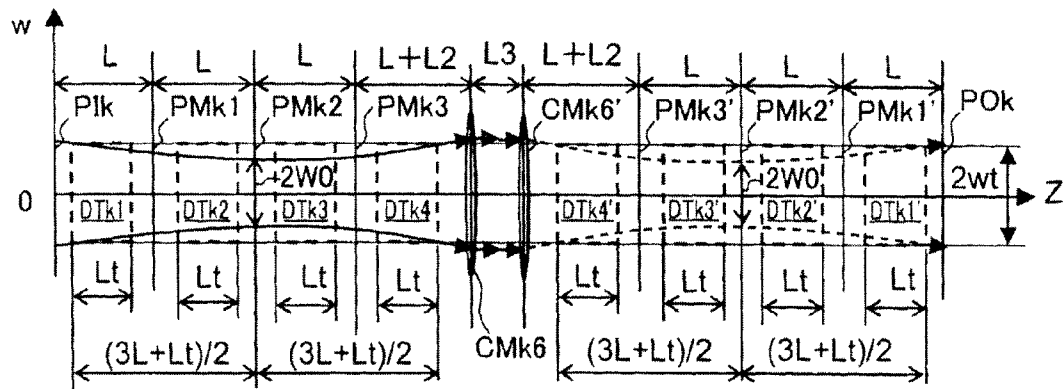 w
L L L L+L2 L3 L+L2 L L L
PIk PMk1 PMk2 PMk3 CMk6' PMk3' PMk2' PMk1' POk
2W0 2W0 2wt
0 Z
DTk1 DTk2 DTk3 DTk4 DTk4' DTk3' DTk2' DTk1'
Lt Lt Lt Lt Lt Lt Lt Lt
CMk6
(3L+Lt)/2 (3L+Lt)/2 (3L+Lt)/2 (3L+Lt)/2